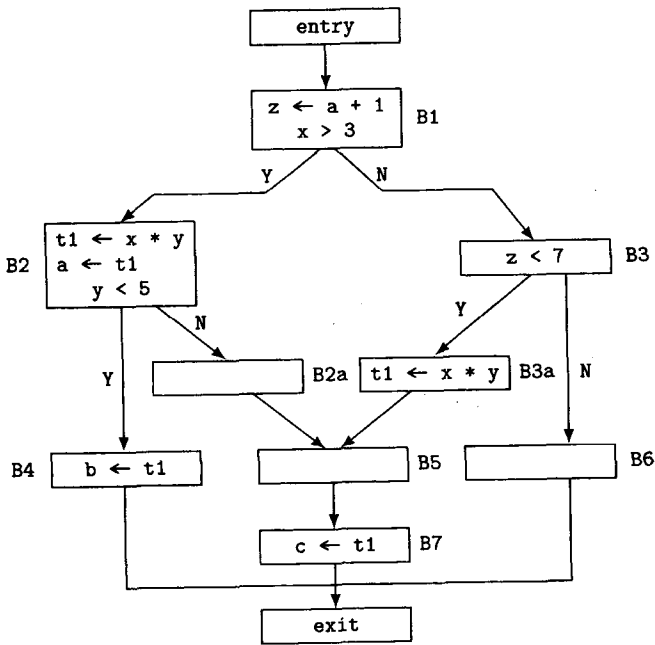 entry
z ← a + 1
x > 3
B1
Y
N
t1 ← x * y
a ← t1
y < 5
B2
z < 7
B3
N
Y
Y
B2a
t1 ← x * y
B3a
N
B4
b ← t1
B5
B6
c ← t1
B7
exit